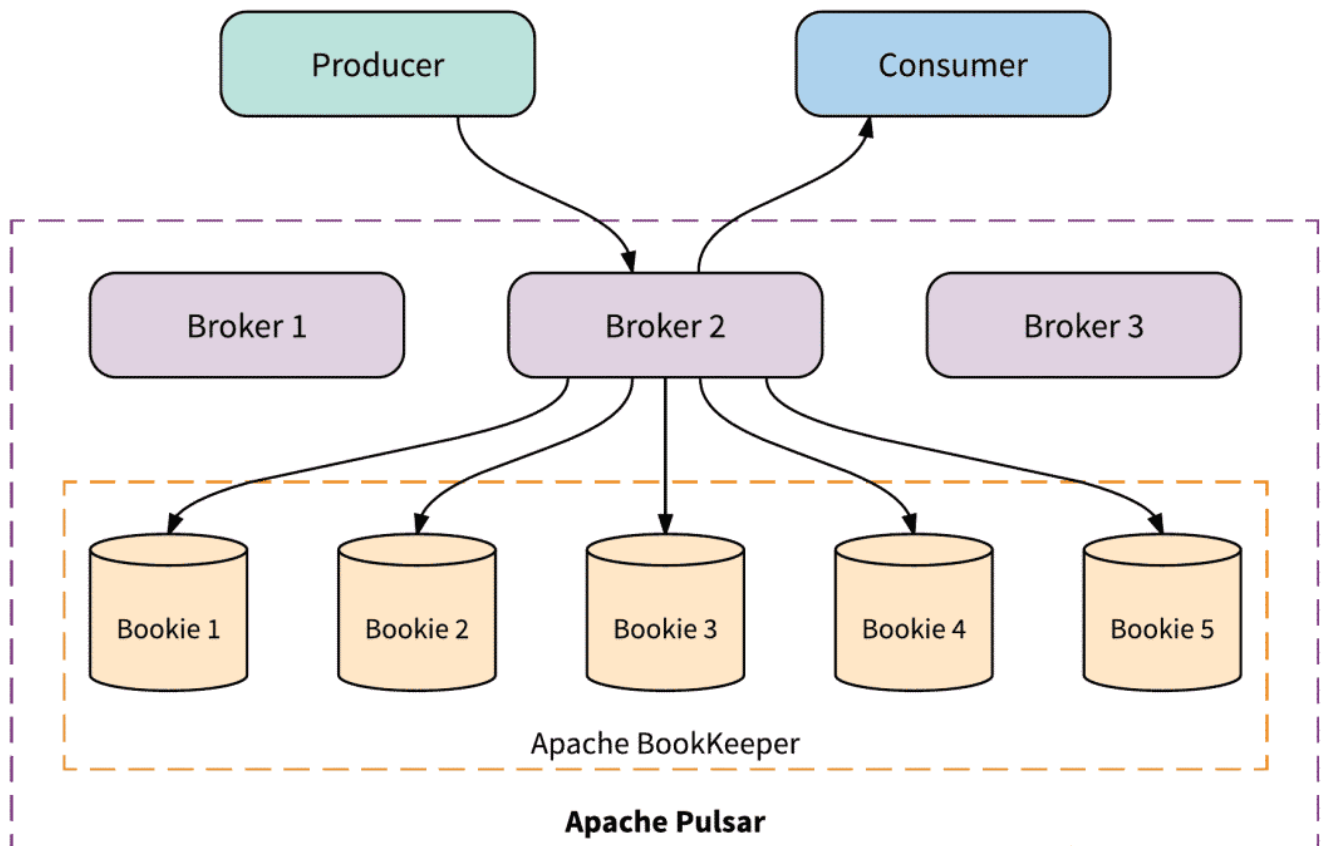 Producer
Consumer
Broker 1
Broker 2
Broker 3
Bookie 1
Bookie 2
Bookie 3
Bookie 4
Bookie 5
Apache BookKeeper
Apache Pulsar